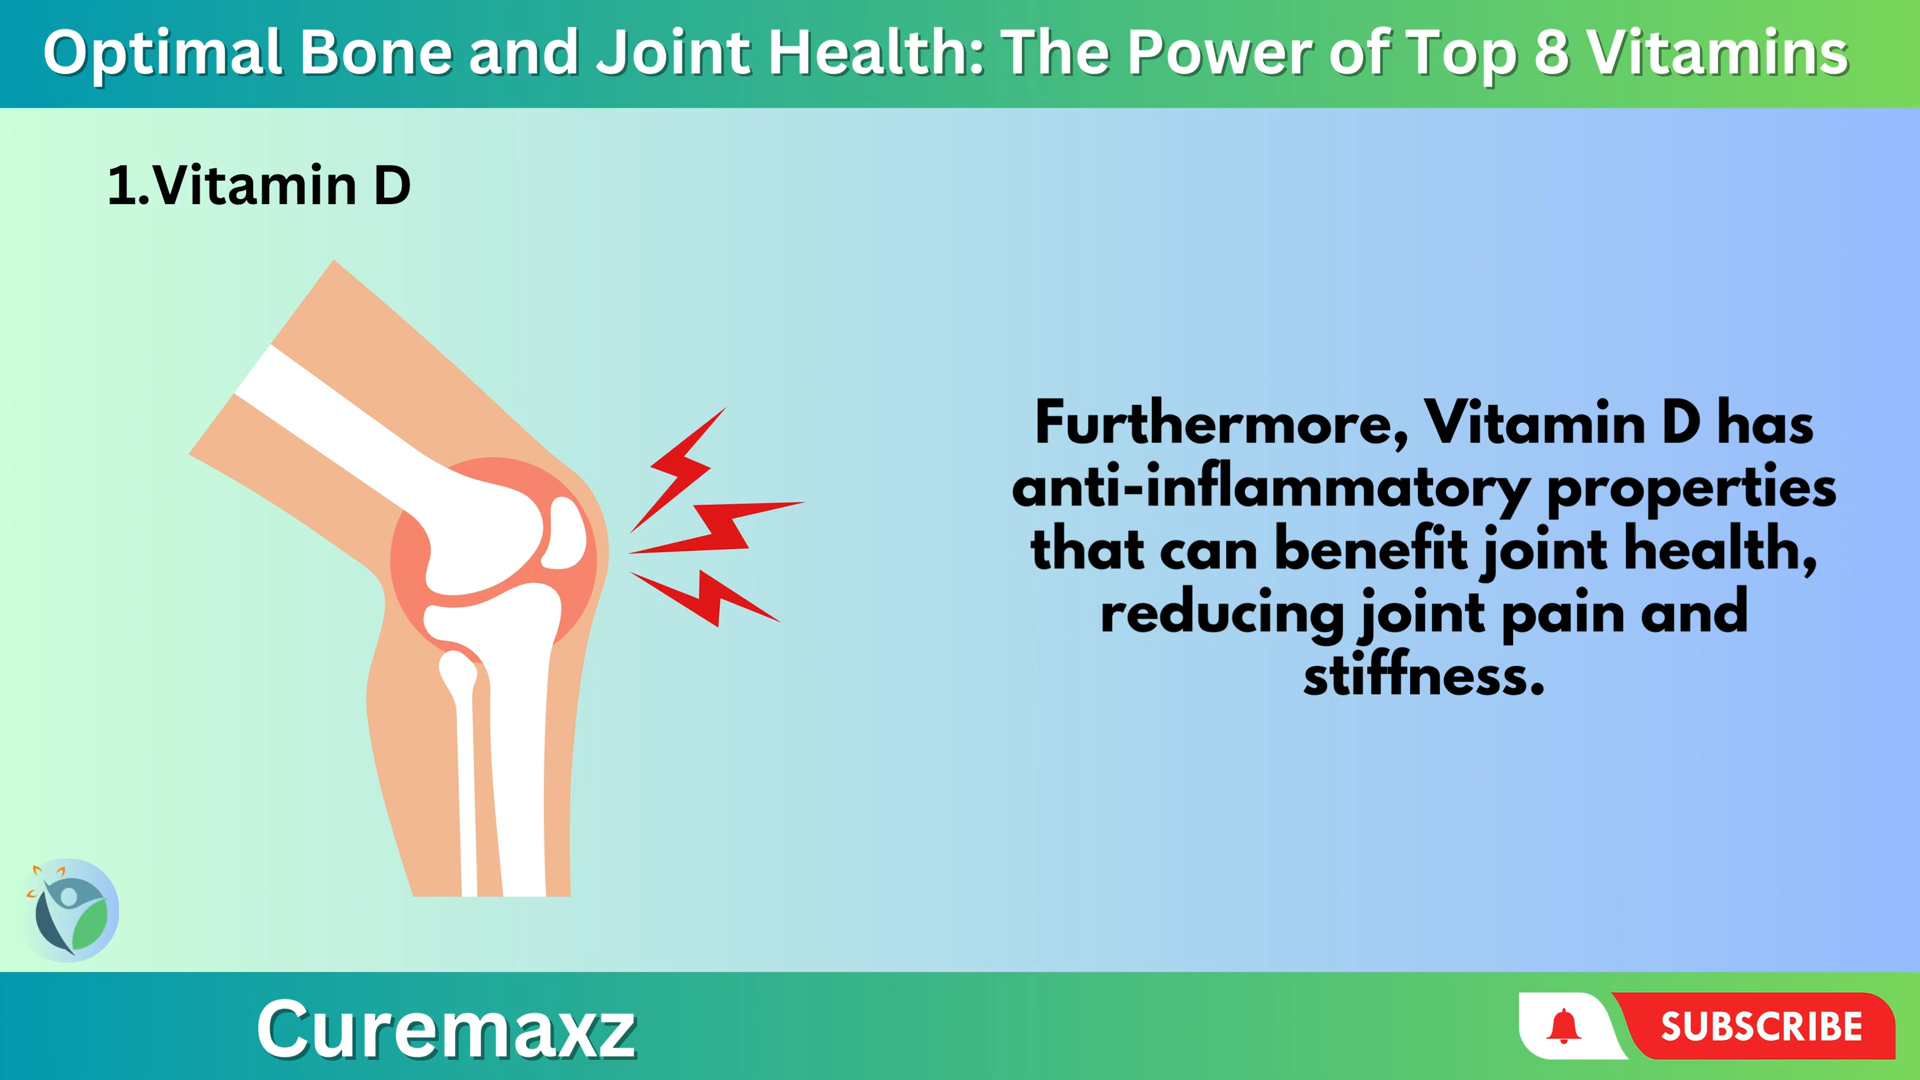 Optimal Bone and Joint Health: The Power of Top 8 Vitamins
1.Vitamin D
Furthermore, Vitamin D has
anti-inflammatory properties
that can benefit joint health,
reducing joint pain and
stiffness.
Curemaxz
SUBSCRIBE